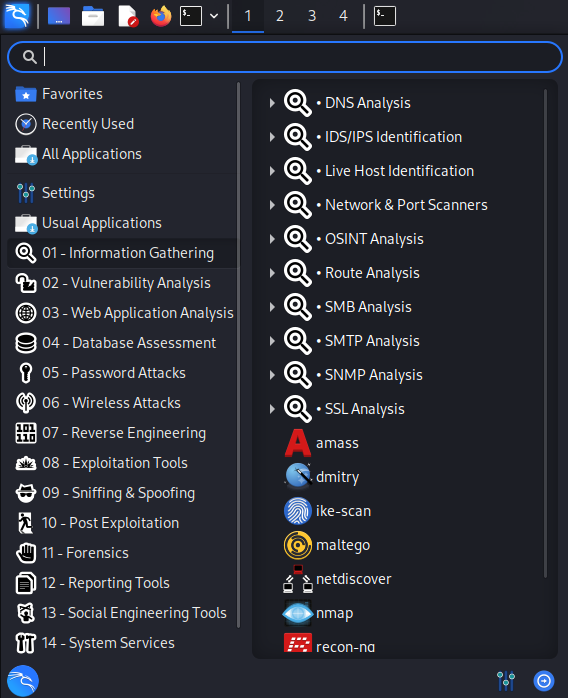 1 2 3 4
Favorites
Recently Used
All Applications
Settings
Usual Applications
01 - Information Gathering
02 - Vulnerability Analysis
03 - Web Application Analysis
04 - Database Assessment
05 - Password Attacks
06 - Wireless Attacks
07 - Reverse Engineering
08 - Exploitation Tools
09 - Sniffing & Spoofing
10 - Post Exploitation
11 - Forensics
12 - Reporting Tools
13 - Social Engineering Tools
14 - System Services
• DNS Analysis
• IDS/IPS Identification
• Live Host Identification
• Network & Port Scanners
• OSINT Analysis
• Route Analysis
• SMB Analysis
• SMTP Analysis
• SNMP Analysis
• SSL Analysis
amass
dmitry
ike-scan
maltego
netdiscover
nmap
recon-ng